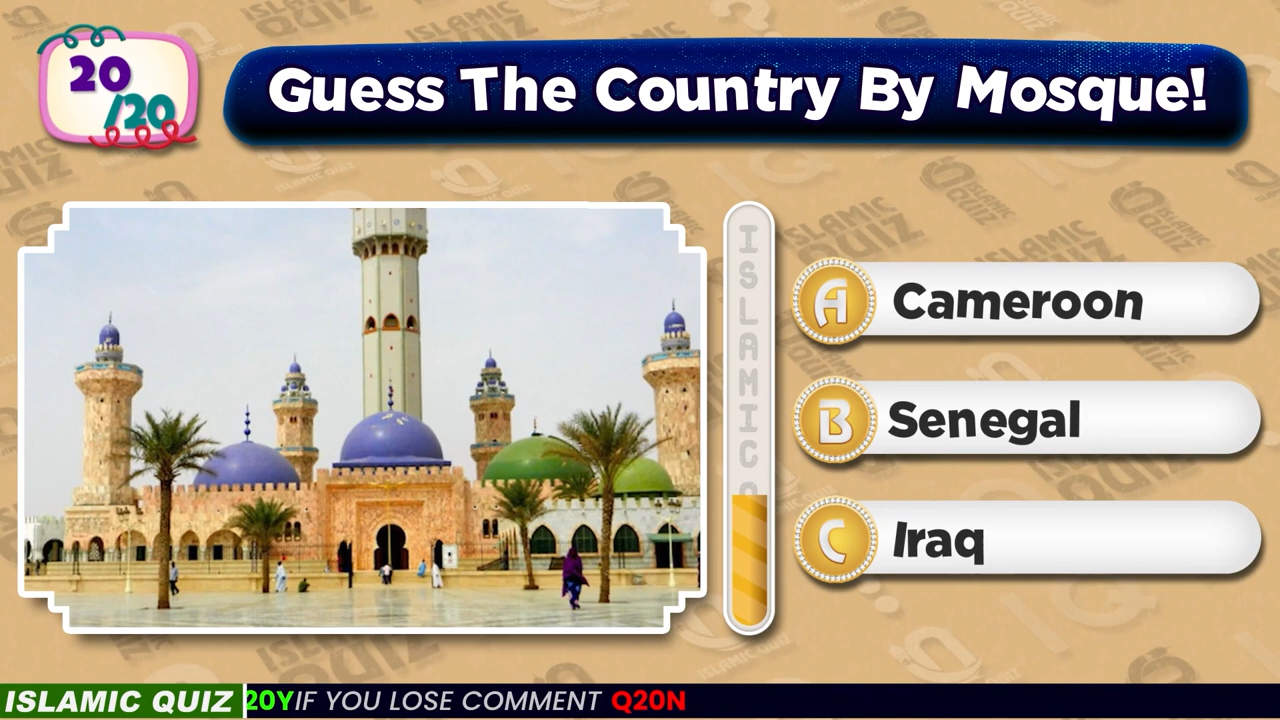 20
/20
Guess The Country By Mosque!
ISLAMIC
A
Cameroon
B
Senegal
C
Iraq
ISLAMIC QUIZ
20Y IF YOU LOSE COMMENT Q20N